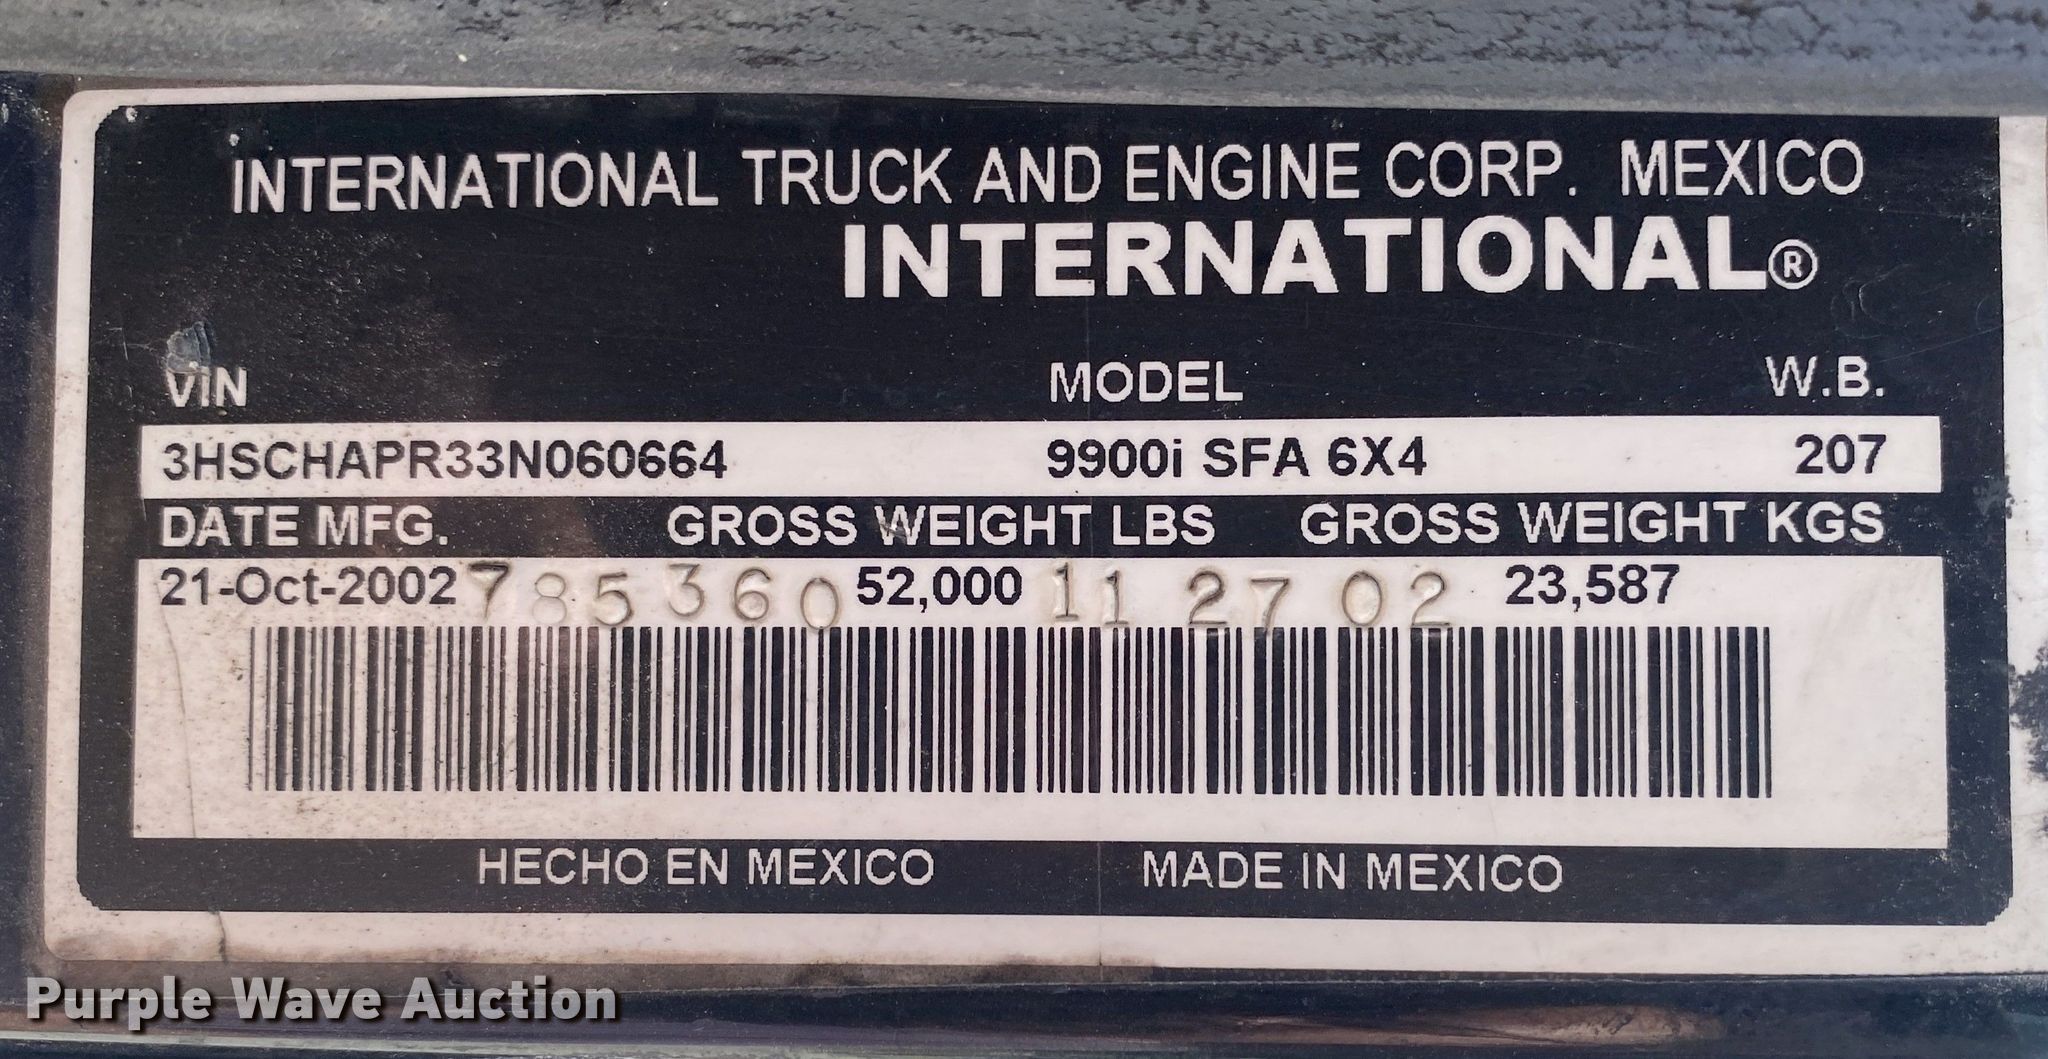 INTERNATIONAL TRUCK AND ENGINE CORP. MEXICO
INTERNATIONAL®
VIN MODEL W.B.
3HSCHAPR33N060664 9900i SFA 6X4 207
DATE MFG. GROSS WEIGHT LBS GROSS WEIGHT KGS
21-Oct-2002 785360 52,000 11 27 02 23,587
HECHO EN MEXICO MADE IN MEXICO
Purple Wave Auction